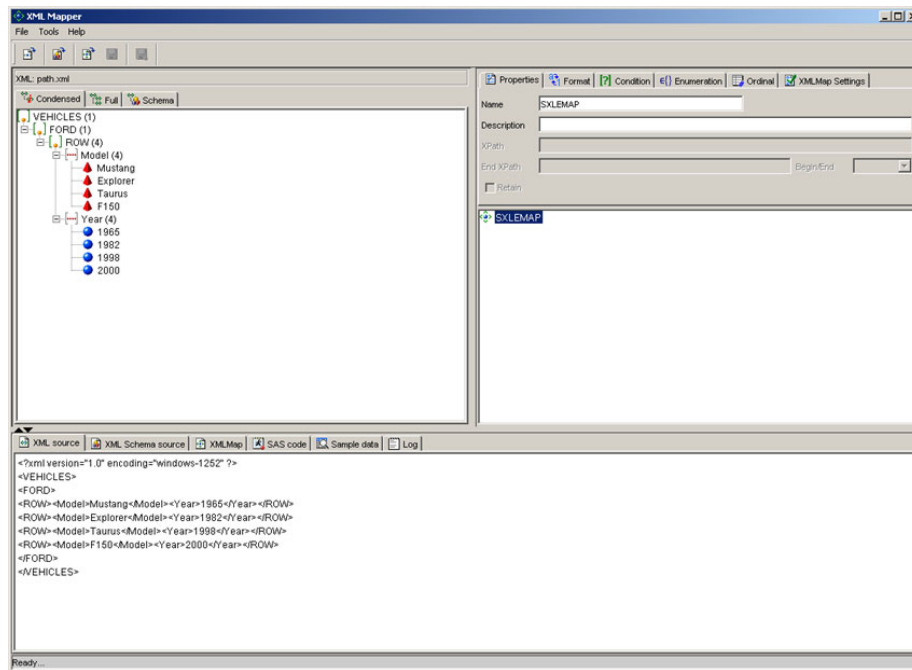 XML Mapper
File Tools Help
XML: path.xml
Condensed Full Schema
VEHICLES (1)
FORD (1)
ROW (4)
Model (4)
Mustang
Explorer
Taurus
F150
Year (4)
1965
1982
1998
2000
Properties Format Condition Enumeration Ordinal XMLMap Settings
Name SXLEMAP
Description
XPath
End XPath Begin/End
Retain
SXLEMAP
XML source XML Schema source XMLMap SAS code Sample data Log
<?xml version="1.0" encoding="windows-1252" ?>
<VEHICLES>
<FORD>
<ROW><Model>Mustang</Model><Year>1965</Year></ROW>
<ROW><Model>Explorer</Model><Year>1982</Year></ROW>
<ROW><Model>Taurus</Model><Year>1998</Year></ROW>
<ROW><Model>F150</Model><Year>2000</Year></ROW>
</FORD>
</VEHICLES>
Ready...